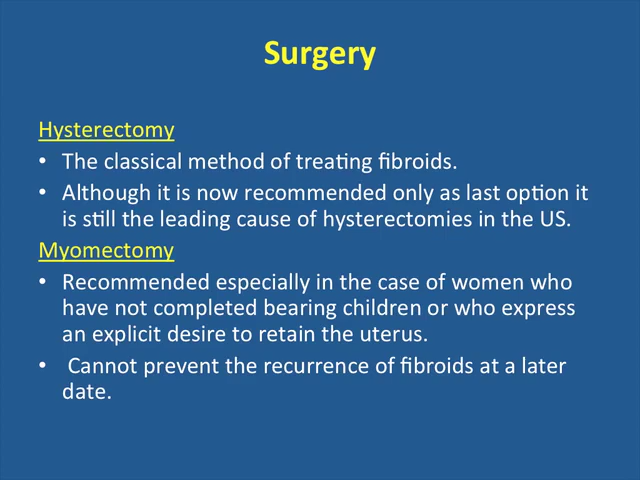 Surgery
Hysterectomy
• The classical method of treating fibroids.
• Although it is now recommended only as last option it
is still the leading cause of hysterectomies in the US.
Myomectomy
• Recommended especially in the case of women who
have not completed bearing children or who express
an explicit desire to retain the uterus.
• Cannot prevent the recurrence of fibroids at a later
date.